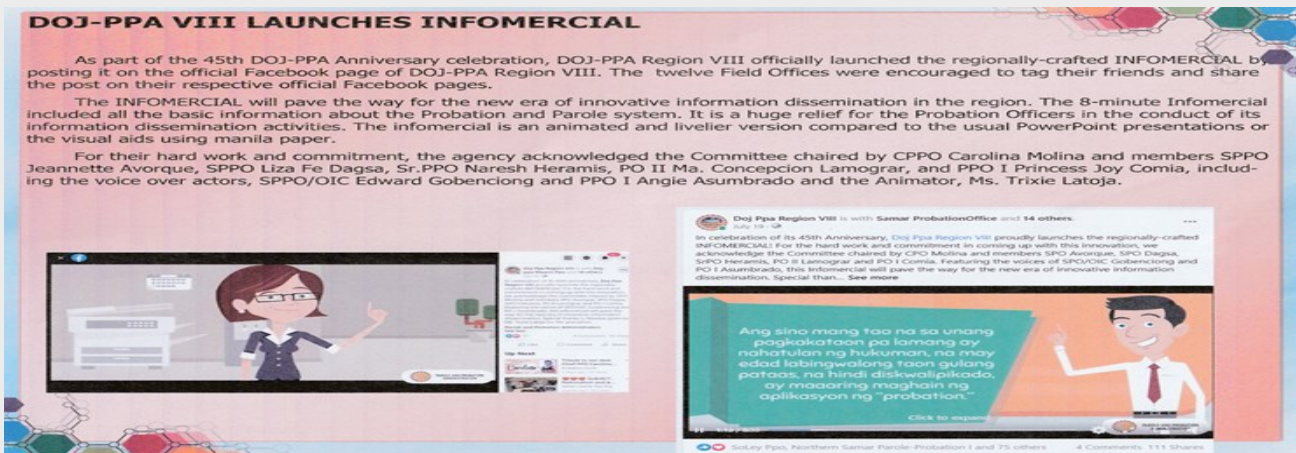 DOJ-PPA VIII LAUNCHES INFOMERCIAL
As part of the 45th DOJ-PPA Anniversary celebration, DOJ-PPA Region VIII officially launched the regionally-crafted INFOMERCIAL by
posting it on the official Facebook page of DOJ-PPA Region VIII. The twelve Field Offices were encouraged to tag their friends and share
the post on their respective official Facebook pages.
The INFOMERCIAL will pave the way for the new era of innovative information dissemination in the region. The 8-minute Infomercial
included all the basic information about the Probation and Parole system. It is a huge relief for the Probation Officers in the conduct of its
information dissemination activities. The infomercial is an animated and livelier version compared to the usual PowerPoint presentations or
the visual aids using manila paper.
For their hard work and commitment, the agency acknowledged the Committee chaired by CPPO Carolina Molina and members SPPO
Jeannette Avorque, SPPO Liza Fe Dagsa, Sr.PPO Naresh Heramis, PO II Ma. Concepcion Lamograr, and PPO I Princess Joy Comia, includ-
ing the voice over actors, SPPO/OIC Edward Gobenciong and PPO I Angie Asumbrado and the Animator, Ms. Trixie Latoja.
Up Next
Doj Ppa Region VIII is with Samar ProbationOffice and 14 others.
July 19
In celebration of its 45th Anniversary, Doj Ppa Region VIII proudly launches the regionally-crafted
INFOMERCIAL! For the hard work and commitment in coming up with this innovation, we
acknowledge the Committee chaired by CPO Molina and members SPO Avorque, SPO Dagsa,
SrPO Heramis, PO II Lamograr and PO I Comia. Featuring the voices of SPO/OIC Gobenciong and
PO I Asumbrado, this Infomercial will pave the way for the new era of innovative information
dissemination. Special than... See more
Ang sino mang tao na sa unang
pagkakataon pa lamang ay
nahatulan ng hukuman, na may
edad labingwalong taon gulang
pataas, na hindi diskwalipikado,
ay maaaring maghain ng
aplikasyon ng "probation."
Click to expand
SoLey Ppo, Northern Samar Parole-Probation I and 75 others
4 Comments 111 Shares